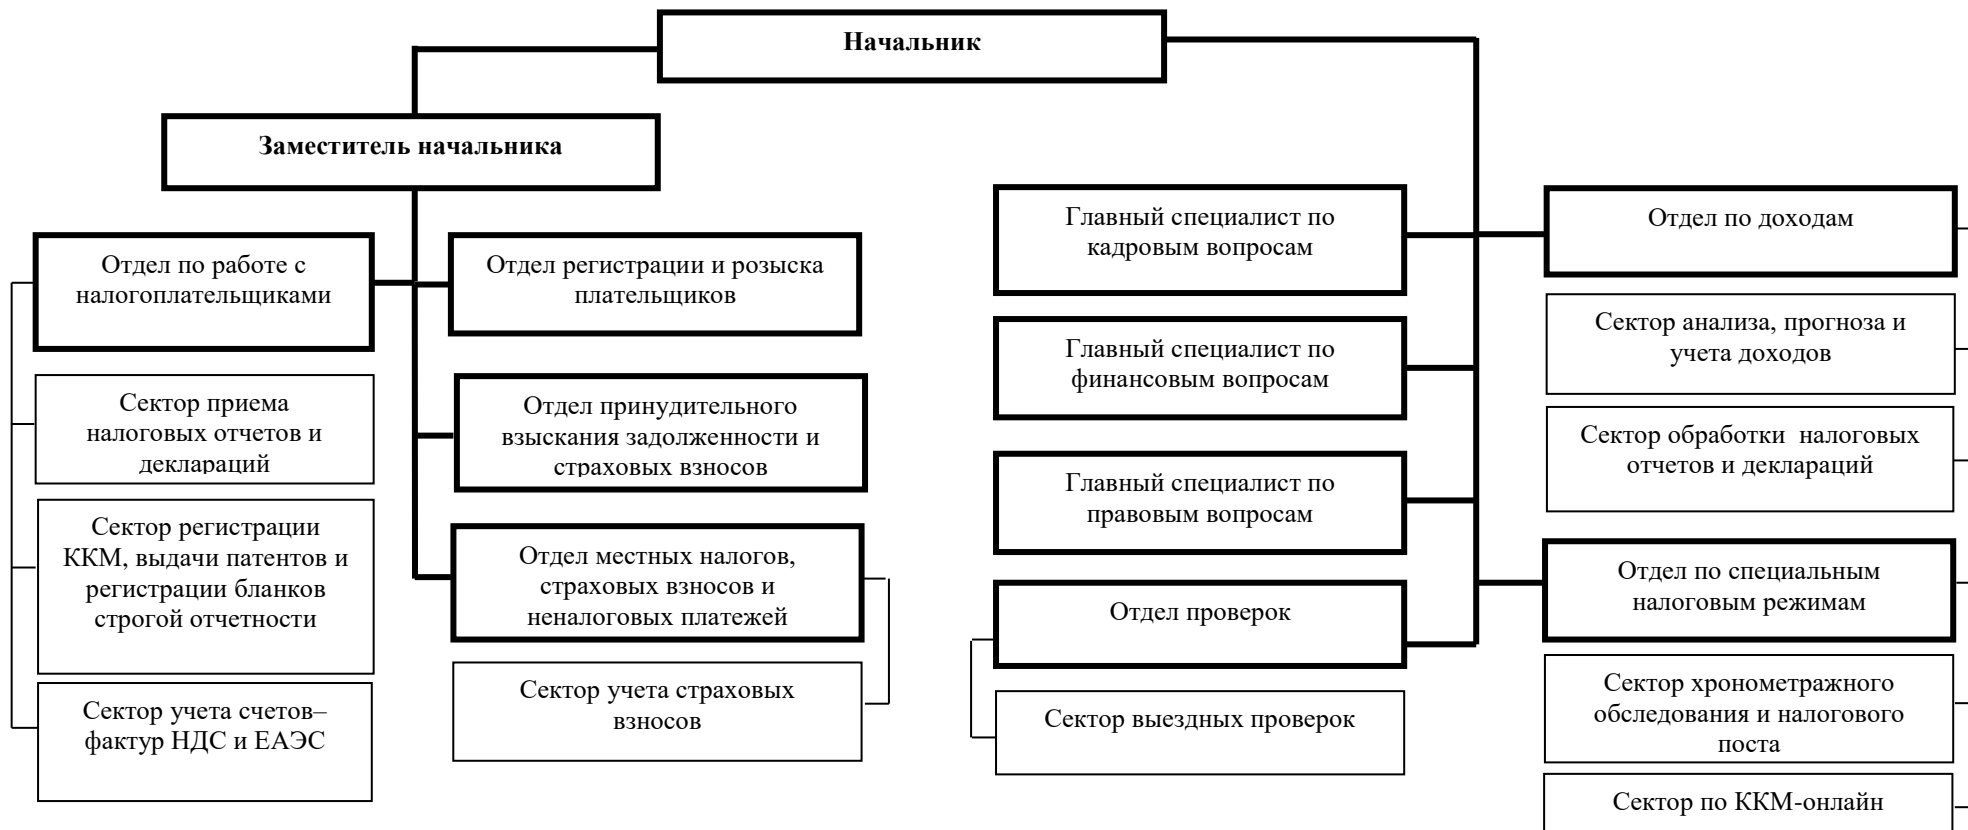 Начальник
Заместитель начальника
Отдел по работе с
налогоплательщиками
Сектор приема
налоговых отчетов и
деклараций
Сектор регистрации
ККМ, выдачи патентов и
регистрации бланков
строгой отчетности
Сектор учета счетов–
фактур НДС и ЕАЭС
Отдел регистрации и розыска
плательщиков
Отдел принудительного
взыскания задолженности и
страховых взносов
Отдел местных налогов,
страховых взносов и
неналоговых платежей
Сектор учета страховых
взносов
Главный специалист по
кадровым вопросам
Главный специалист по
финансовым вопросам
Главный специалист по
правовым вопросам
Отдел проверок
Сектор выездных проверок
Отдел по доходам
Сектор анализа, прогноза и
учета доходов
Сектор обработки налоговых
отчетов и деклараций
Отдел по специальным
налоговым режимам
Сектор хронометражного
обследования и налогового
поста
Сектор по ККМ-онлайн